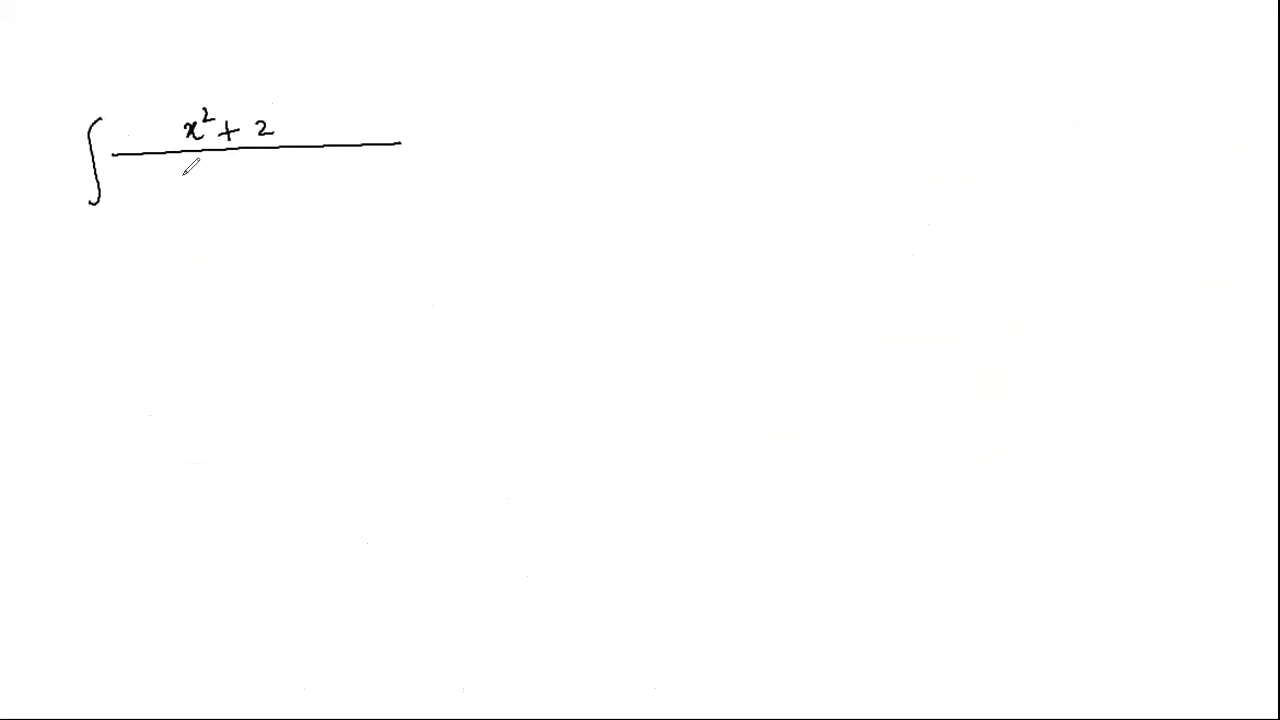 ∫ x² + 2